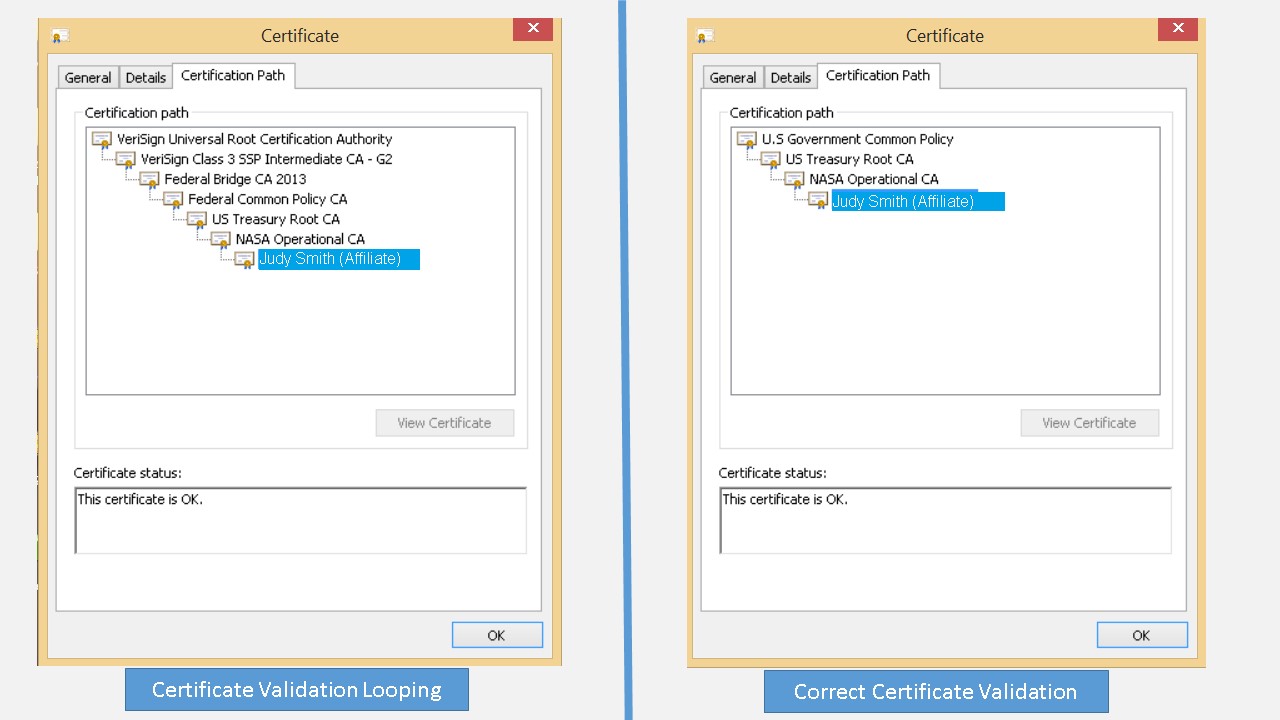 Certificate
General Details Certification Path
Certification path
VeriSign Universal Root Certification Authority
VeriSign Class 3 SSP Intermediate CA - G2
Federal Bridge CA 2013
Federal Common Policy CA
US Treasury Root CA
NASA Operational CA
Judy Smith (Affiliate)
View Certificate
Certificate status:
This certificate is OK.
OK
Certificate Validation Looping
Certificate
General Details Certification Path
Certification path
U.S Government Common Policy
US Treasury Root CA
NASA Operational CA
Judy Smith (Affiliate)
View Certificate
Certificate status:
This certificate is OK.
OK
Correct Certificate Validation